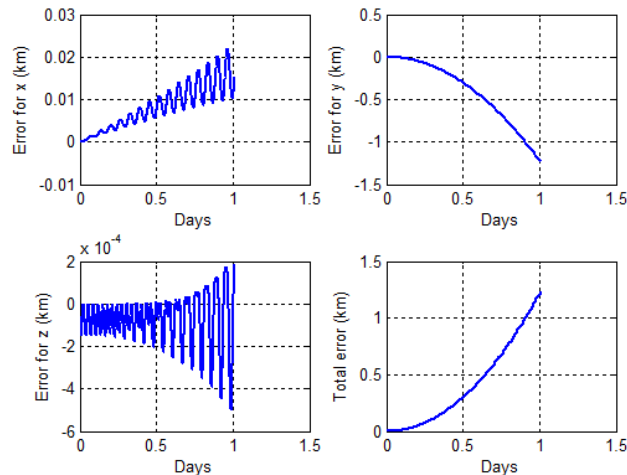 0.03
0.02
0.01
0
-0.01
Error for x (km)
0 0.5 1 1.5
Days
0.5
0
-0.5
-1
-1.5
Error for y (km)
0 0.5 1 1.5
Days
x 10-4
2
0
-2
-4
-6
Error for z (km)
0 0.5 1 1.5
Days
1.5
1
0.5
0
Total error (km)
0 0.5 1 1.5
Days